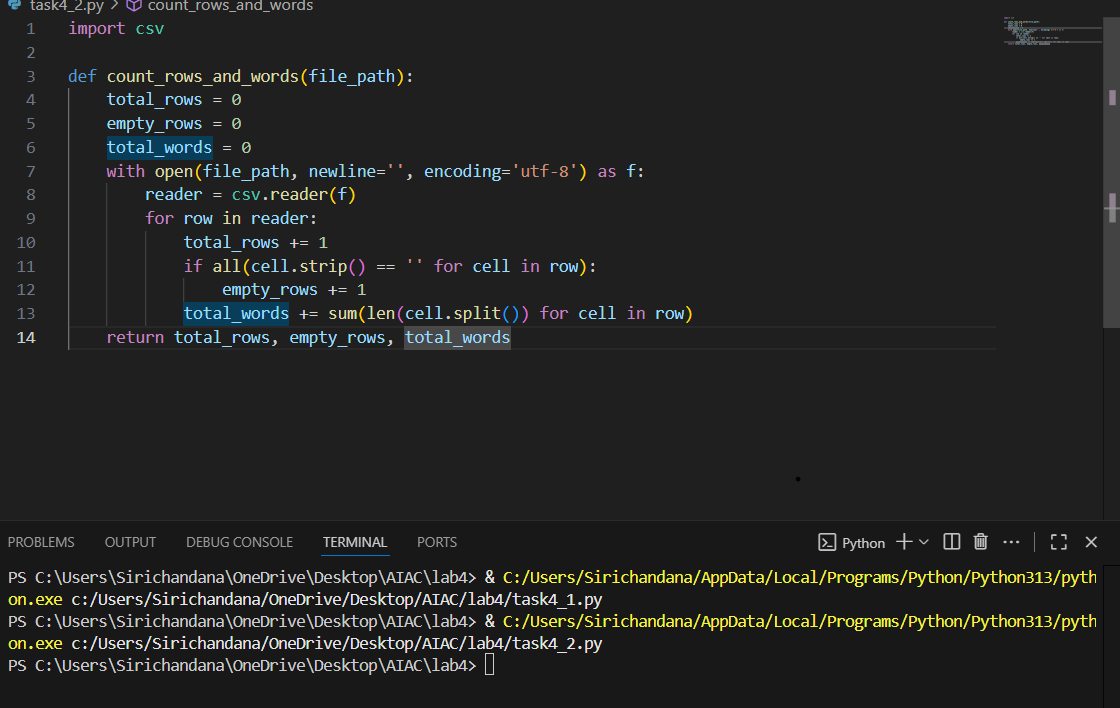 task4_2.py > count_rows_and_words
1 import csv
2
3 def count_rows_and_words(file_path):
4     total_rows = 0
5     empty_rows = 0
6     total_words = 0
7     with open(file_path, newline='', encoding='utf-8') as f:
8         reader = csv.reader(f)
9         for row in reader:
10             total_rows += 1
11             if all(cell.strip() == '' for cell in row):
12                 empty_rows += 1
13             total_words += sum(len(cell.split()) for cell in row)
14     return total_rows, empty_rows, total_words
PROBLEMS OUTPUT DEBUG CONSOLE TERMINAL PORTS Python
PS C:\Users\Sirichandana\OneDrive\Desktop\AIAC\lab4> & C:/Users/Sirichandana/AppData/Local/Programs/Python/Python313/pyth
on.exe c:/Users/Sirichandana/OneDrive/Desktop/AIAC/lab4/task4_1.py
PS C:\Users\Sirichandana\OneDrive\Desktop\AIAC\lab4> & C:/Users/Sirichandana/AppData/Local/Programs/Python/Python313/pyth
on.exe c:/Users/Sirichandana/OneDrive/Desktop/AIAC/lab4/task4_2.py
PS C:\Users\Sirichandana\OneDrive\Desktop\AIAC\lab4>